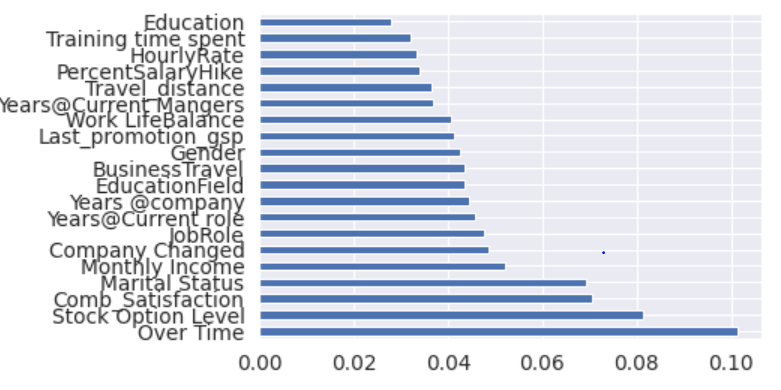 Education
Training time spent
HourlyRate
PercentSalaryHike
Travel_distance
Years@Current_Mangers
Work LifeBalance
Last_promotion_gsp
Gender
BusinessTravel
EducationField
Years @company
Years@Current role
JobRole
Company Changed
Monthly Income
Marital Status
Comb_Satisfaction
Stock Option Level
Over Time
0.00 0.02 0.04 0.06 0.08 0.10